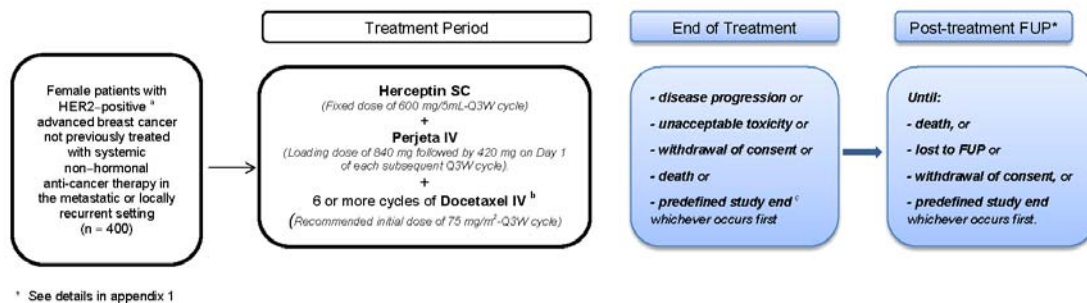 Treatment Period
End of Treatment
Post-treatment FUP*
Female patients with
HER2–positive a
advanced breast cancer
not previously treated
with systemic
non-hormonal
anti-cancer therapy in
the metastatic or locally
recurrent setting
(n = 400)
Herceptin SC
(Fixed dose of 600 mg/5mL-Q3W cycle)
+
Perjeta IV
(Loading dose of 840 mg followed by 420 mg on Day 1
of each subsequent Q3W cycle)
+
6 or more cycles of Docetaxel IV b
(Recommended initial dose of 75 mg/m2-Q3W cycle)
- disease progression or
- unacceptable toxicity or
- withdrawal of consent or
- death or
- predefined study end c
whichever occurs first
Until:
- death, or
- lost to FUP or
- withdrawal of consent, or
- predefined study end
whichever occurs first.
* See details in appendix 1